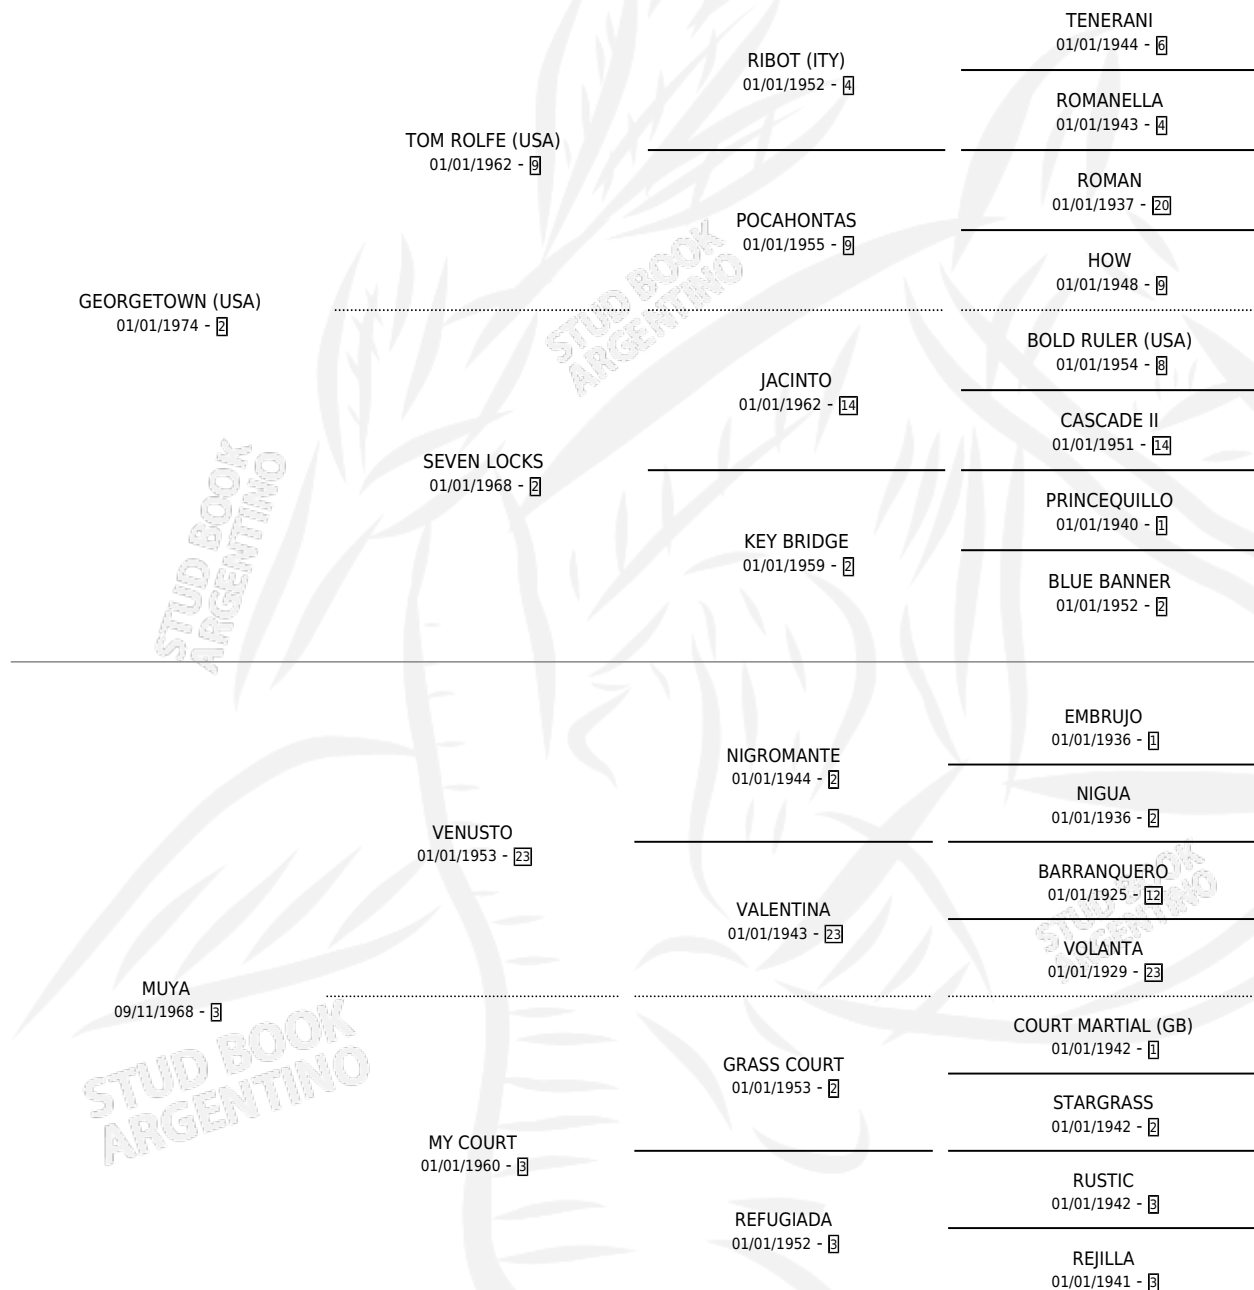 TENERANI
01/01/1944 - 6
RIBOT (ITY)
01/01/1952 - 4
ROMANELLA
01/01/1943 - 4
TOM ROLFE (USA)
01/01/1962 - 9
ROMAN
01/01/1937 - 20
POCAHONTAS
01/01/1955 - 9
HOW
01/01/1948 - 9
GEORGETOWN (USA)
01/01/1974 - 2
STUD BOOK
ARGENTINO
BOLD RULER (USA)
01/01/1954 - 8
JACINTO
01/01/1962 - 14
CASCADE II
01/01/1951 - 14
SEVEN LOCKS
01/01/1968 - 2
PRINCEQUILLO
01/01/1940 - 1
KEY BRIDGE
01/01/1959 - 2
BLUE BANNER
01/01/1952 - 2
STUD BOOK
ARGENTINO
EMBRUJO
01/01/1936 - 1
NIGROMANTE
01/01/1944 - 2
NIGUA
01/01/1936 - 2
VENUSTO
01/01/1953 - 23
BARRANQUERO
01/01/1925 - 12
VALENTINA
01/01/1943 - 23
STUD BOOK
ARGENTINO
VOLANTA
01/01/1929 - 23
MUYA
09/11/1968 - 3
COURT MARTIAL (GB)
01/01/1942 - 1
GRASS COURT
01/01/1953 - 2
STUD BOOK
ARGENTINO
STARGRASS
01/01/1942 - 2
MY COURT
01/01/1960 - 3
RUSTIC
01/01/1942 - 3
REFUGIADA
01/01/1952 - 3
REJILLA
01/01/1941 - 3